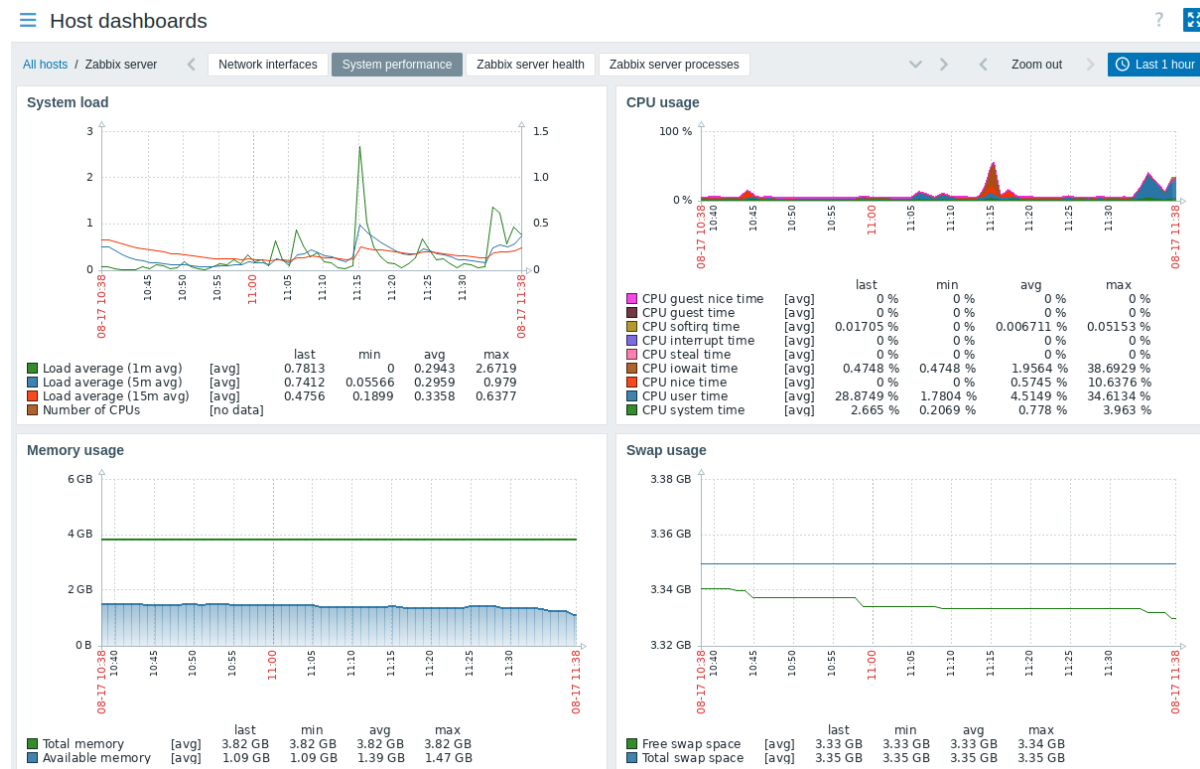 Host dashboards ?
All hosts / Zabbix server Network interfaces System performance Zabbix server health Zabbix server processes Zoom out Last 1 hour
System load
3 1.5
2 1.0
1 0.5
0 0
08-17 10:38 10:45 10:50 10:55 11:00 11:05 11:10 11:15 11:20 11:25 11:30 08-17 11:38
last min avg max
Load average (1m avg) [avg] 0.7813 0 0.2943 2.6719
Load average (5m avg) [avg] 0.7412 0.05566 0.2959 0.979
Load average (15m avg) [avg] 0.4756 0.1899 0.3358 0.6377
Number of CPUs [no data]
CPU usage
100 %
0 %
08-17 10:38 10:40 10:45 10:50 10:55 11:00 11:05 11:10 11:15 11:20 11:25 11:30 08-17 11:38
last min avg max
CPU guest nice time [avg] 0 % 0 % 0 % 0 %
CPU guest time [avg] 0 % 0 % 0 % 0 %
CPU softirq time [avg] 0.01705 % 0 % 0.006711 % 0.05153 %
CPU interrupt time [avg] 0 % 0 % 0 % 0 %
CPU steal time [avg] 0 % 0 % 0 % 0 %
CPU iowait time [avg] 0.4748 % 0.4748 % 1.9564 % 38.6929 %
CPU nice time [avg] 0 % 0 % 0.5745 % 10.6376 %
CPU user time [avg] 28.8749 % 1.7804 % 4.5149 % 34.6134 %
CPU system time [avg] 2.665 % 0.2069 % 0.778 % 3.963 %
Memory usage
6 GB
4 GB
2 GB
0 B
08-17 10:38 10:40 10:45 10:50 10:55 11:00 11:05 11:10 11:15 11:20 11:25 11:30 08-17 11:38
last min avg max
Total memory [avg] 3.82 GB 3.82 GB 3.82 GB 3.82 GB
Available memory [avg] 1.09 GB 1.09 GB 1.39 GB 1.47 GB
Swap usage
3.38 GB
3.36 GB
3.34 GB
3.32 GB
08-17 10:38 10:40 10:45 10:50 10:55 11:00 11:05 11:10 11:15 11:20 11:25 11:30 08-17 11:38
last min avg max
Free swap space [avg] 3.33 GB 3.33 GB 3.33 GB 3.34 GB
Total swap space [avg] 3.35 GB 3.35 GB 3.35 GB 3.35 GB